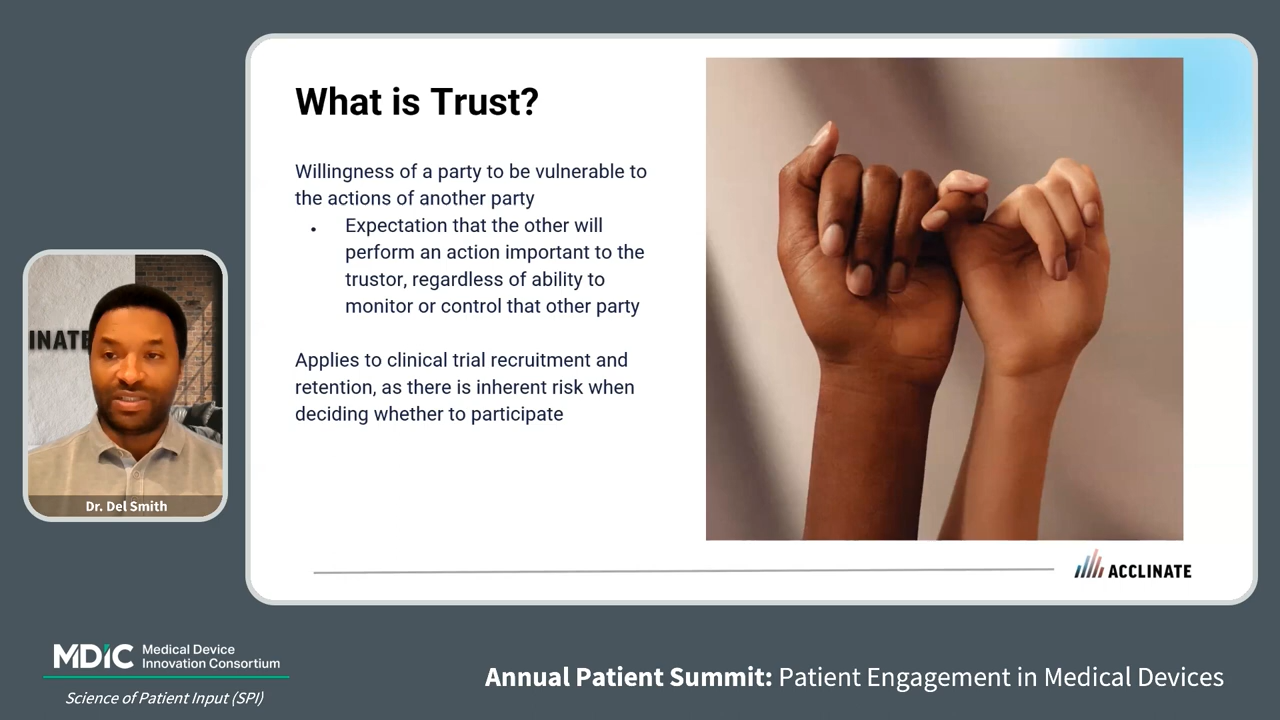 What is Trust?
Willingness of a party to be vulnerable to
the actions of another party
• Expectation that the other will
perform an action important to the
trustor, regardless of ability to
monitor or control that other party
Applies to clinical trial recruitment and
retention, as there is inherent risk when
deciding whether to participate
ACCLINATE
INATE
Dr. Del Smith
MDIC
Medical Device
Innovation Consortium
Science of Patient Input (SPI)
Annual Patient Summit: Patient Engagement in Medical Devices